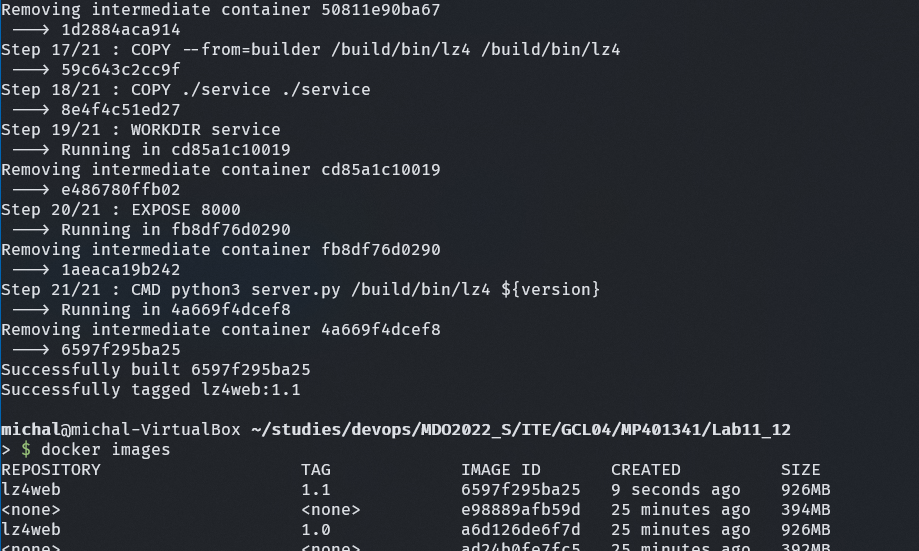 Removing intermediate container 50811e90ba67
---> 1d2884aca914
Step 17/21 : COPY --from=builder /build/bin/lz4 /build/bin/lz4
---> 59c643c2cc9f
Step 18/21 : COPY ./service ./service
---> 8e4f4c51ed27
Step 19/21 : WORKDIR service
---> Running in cd85a1c10019
Removing intermediate container cd85a1c10019
---> e486780ffb02
Step 20/21 : EXPOSE 8000
---> Running in fb8df76d0290
Removing intermediate container fb8df76d0290
---> 1aeaca19b242
Step 21/21 : CMD python3 server.py /build/bin/lz4 ${version}
---> Running in 4a669f4dcef8
Removing intermediate container 4a669f4dcef8
---> 6597f295ba25
Successfully built 6597f295ba25
Successfully tagged lz4web:1.1
michal@michal-VirtualBox ~/studies/devops/MDO2022_S/ITE/GCL04/MP401341/Lab11_12
> $ docker images
REPOSITORY TAG IMAGE ID CREATED SIZE
lz4web 1.1 6597f295ba25 9 seconds ago 926MB
<none> <none> e98889afb59d 25 minutes ago 394MB
lz4web 1.0 a6d126de6f7d 25 minutes ago 926MB
<none> <none> ad24b0fe7fc5 25 minutes ago 392MB